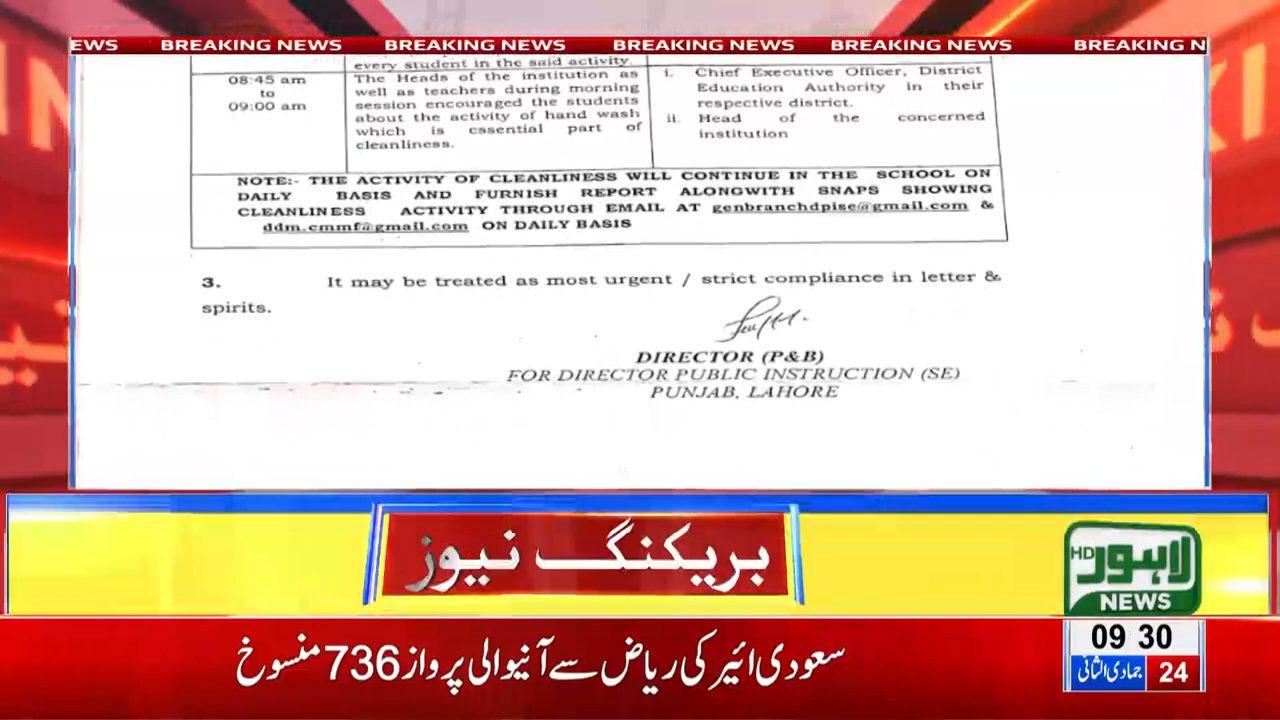 EWS BREAKING NEWS BREAKING NEWS BREAKING NEWS BREAKING NEWS BREAKING N
every student in the said activity.
08:45 am
to
09:00 am
The Heads of the institution as
well as teachers during morning
session encouraged the students
about the activity of hand wash
which is essential part of
cleanliness.
i. Chief Executive Officer, District
Education Authority in their
respective district.
ii. Head of the concerned
institution
NOTE:- THE ACTIVITY OF CLEANLINESS WILL CONTINUE IN THE SCHOOL ON
DAILY BASIS AND FURNISH REPORT ALONGWITH SNAPS SHOWING
CLEANLINESS ACTIVITY THROUGH EMAIL AT genbranchdpise@gmail.com &
ddm.cmmf@gmail.com ON DAILY BASIS
3. It may be treated as most urgent / strict compliance in letter &
spirits.
DIRECTOR (P&B)
FOR DIRECTOR PUBLIC INSTRUCTION (SE)
PUNJAB, LAHORE
بریکنگ نیوز
لاہور HD
NEWS
سعودی ائیر کی ریاض سے آنیوالی پرواز 736 منسوخ
09 30
24 جمادی الثانی